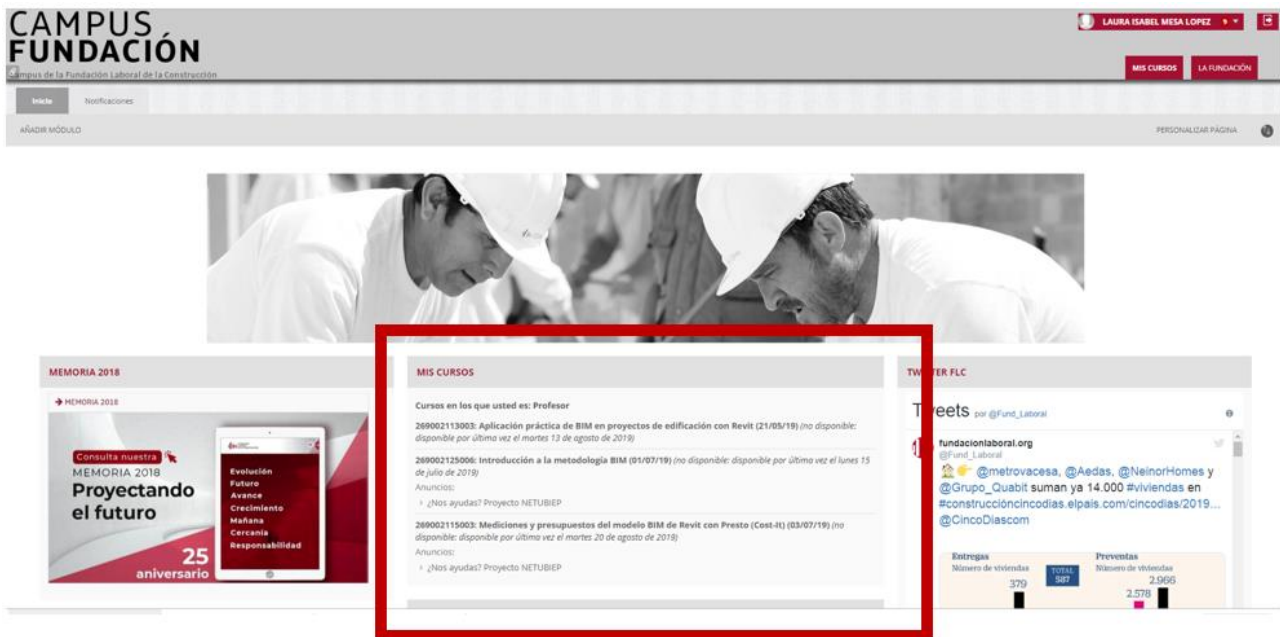 CAMPUS
FUNDACIÓN
Campus de la Fundación Laboral de la Construcción
LAURA ISABEL MESA LOPEZ
MIS CURSOS
LA FUNDACIÓN
Inicio
Notificaciones
AÑADIR MÓDULO
PERSONALIZAR PÁGINA
MEMORIA 2018
MEMORIA 2018
Consulta nuestra
MEMORIA 2018
Proyectando
el futuro
25
aniversario
Evolución
Futuro
Avance
Crecimiento
Mañana
Cercanía
Responsabilidad
MIS CURSOS
Cursos en los que usted es: Profesor
269002113003: Aplicación práctica de BIM en proyectos de edificación con Revit (21/05/19) (no disponible:
disponible por última vez el martes 13 de agosto de 2019)
269002125006: Introducción a la metodología BIM (01/07/19) (no disponible: disponible por última vez el lunes 15
de julio de 2019)
Anuncios:
¿Nos ayudas? Proyecto NETUBIEP
269002115003: Mediciones y presupuestos del modelo BIM de Revit con Presto (Cost-It) (03/07/19) (no
disponible: disponible por última vez el martes 20 de agosto de 2019)
Anuncios:
¿Nos ayudas? Proyecto NETUBIEP
TW TER FLC
T eets por @Fund_Laboral
fundacionlaboral.org
@Fund_Laboral
@metrovacesa, @Aedas, @NeinorHomes y
@Grupo_Quabit suman ya 14.000 #viviendas en
#construccióncincodias.elpais.com/cincodias/2019...
@CincoDiascom
Entregas
Número de viviendas
379
TOTAL
587
Preventas
Número de viviendas
2.966
2.578